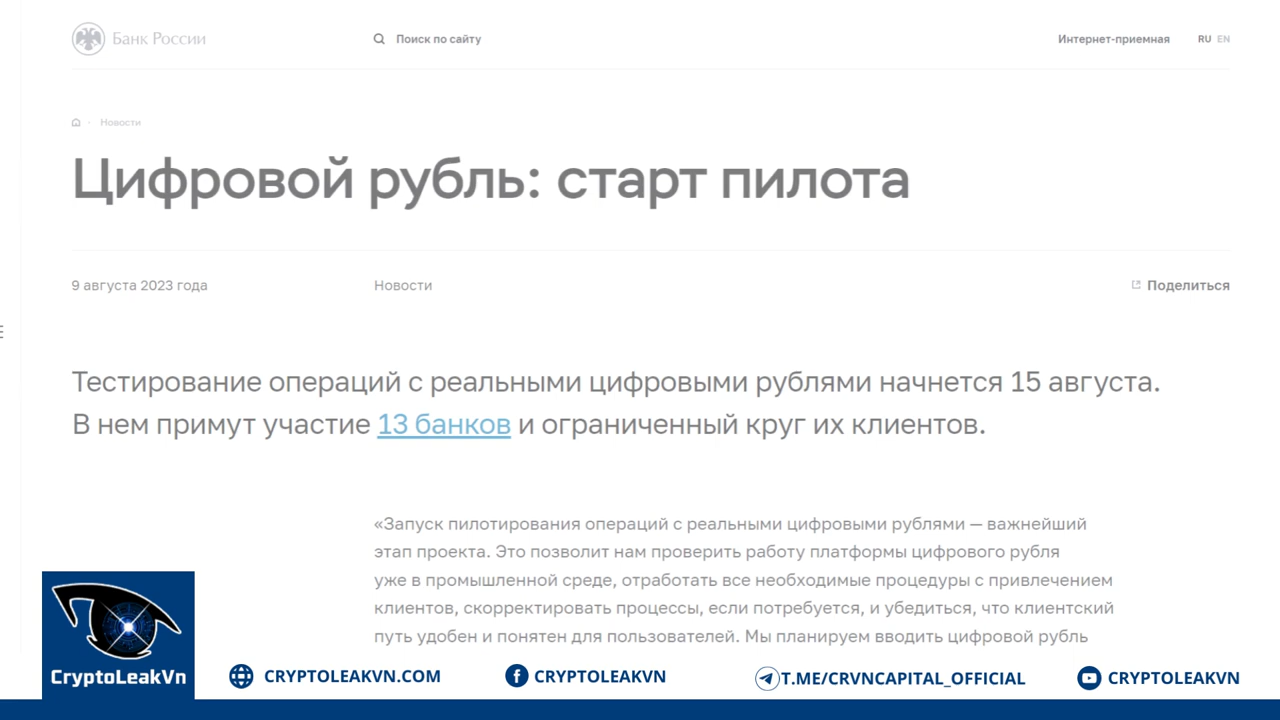 Банк России
Поиск по сайту
Интернет-приемная
RU EN
Новости
Цифровой рубль: старт пилота
9 августа 2023 года
Новости
Поделиться
Тестирование операций с реальными цифровыми рублями начнется 15 августа.
В нем примут участие 13 банков и ограниченный круг их клиентов.
«Запуск пилотирования операций с реальными цифровыми рублями — важнейший
этап проекта. Это позволит нам проверить работу платформы цифрового рубля
уже в промышленной среде, отработать все необходимые процедуры с привлечением
клиентов, скорректировать процессы, если потребуется, и убедиться, что клиентский
путь удобен и понятен для пользователей. Мы планируем вводить цифровой рубль
CryptoLeakVn
CRYPTOLEAKVN.COM
CRYPTOLEAKVN
T.ME/CRVNCAPITAL_OFFICIAL
CRYPTOLEAKVN